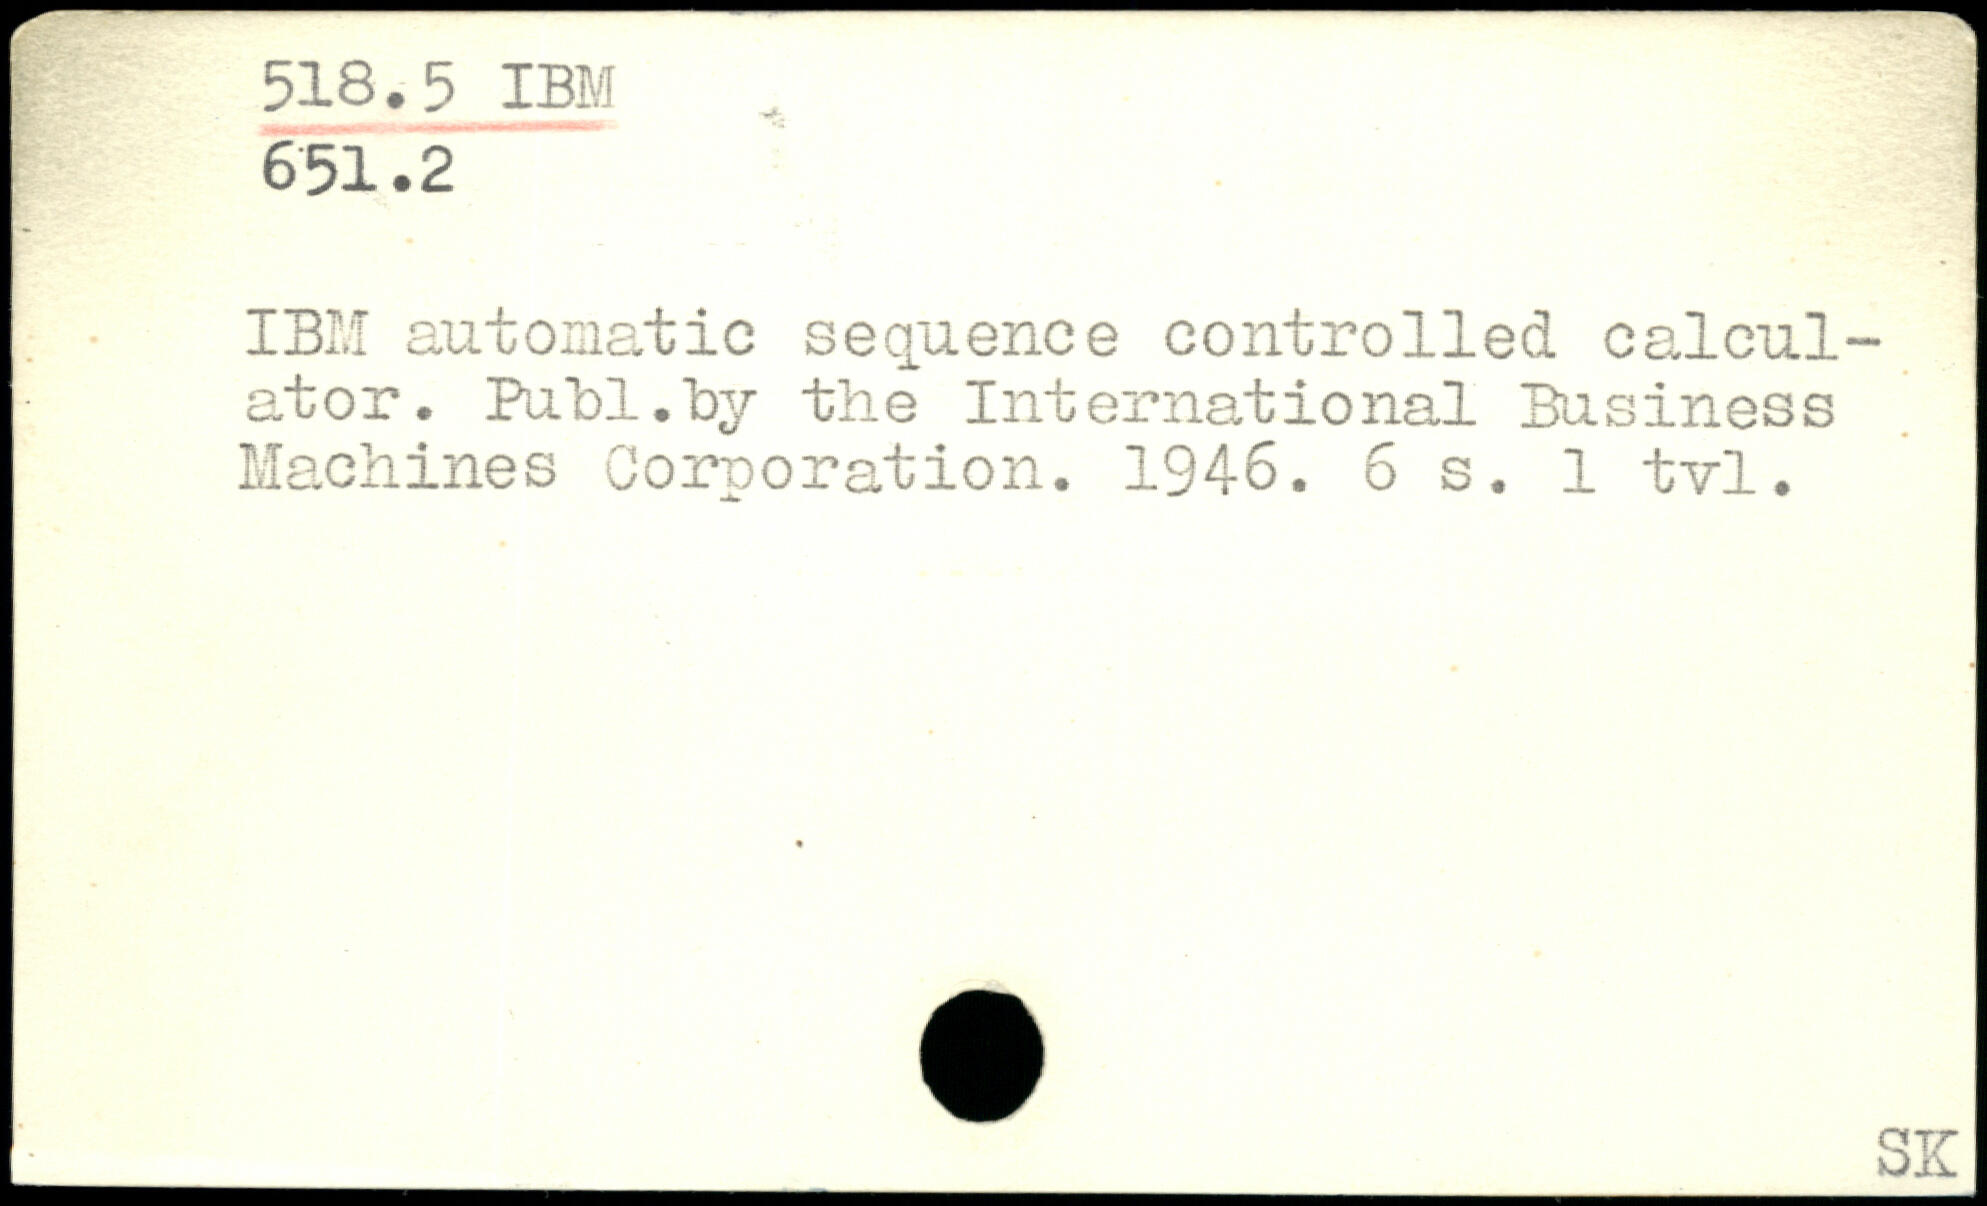 518.5 IBM
651.2
IBM automatic sequence controlled calcul-
ator. Publ.by the International Business
Machines Corporation. 1946. 6 s. 1 tvl.
SK